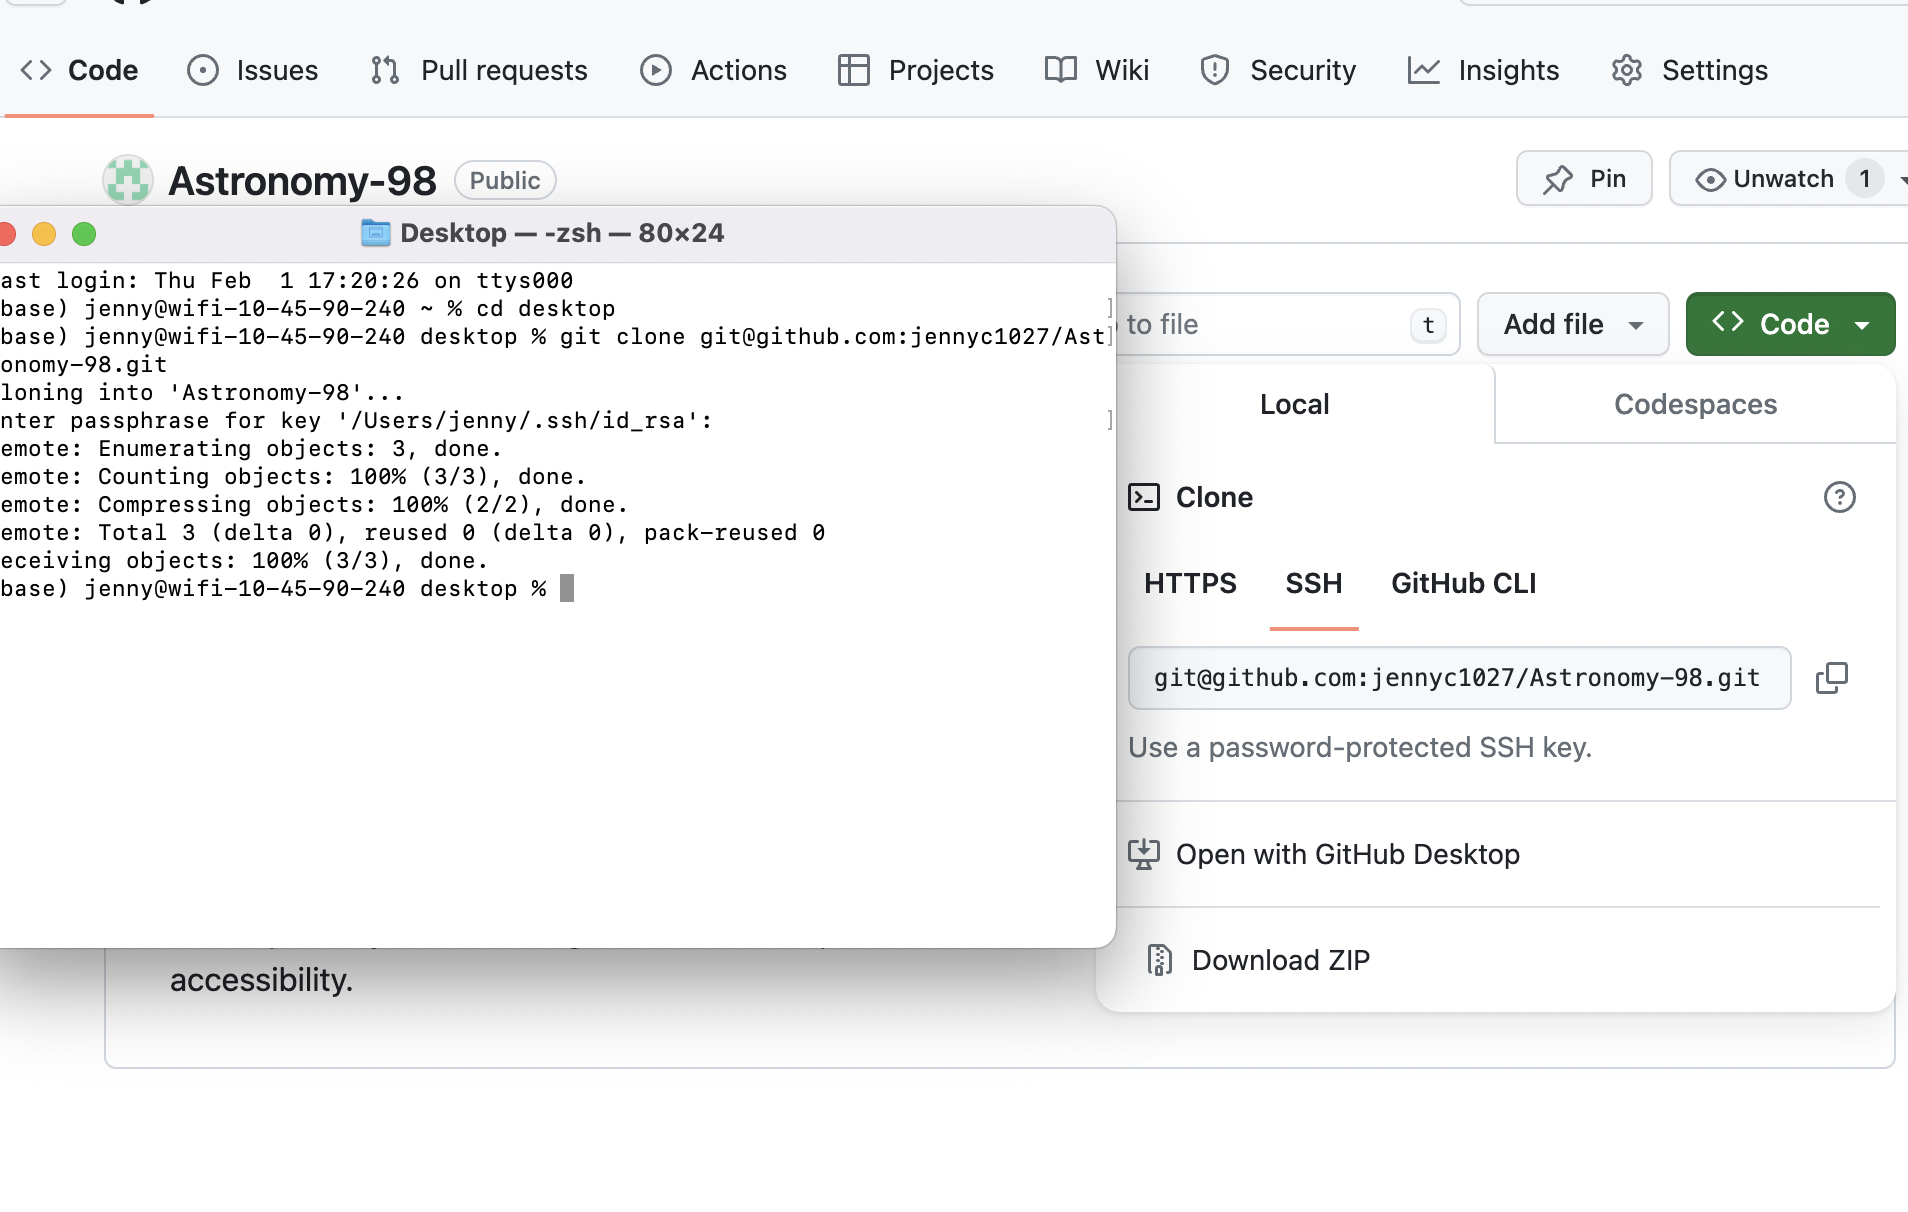 Code
Issues
Pull requests
Actions
Projects
Wiki
Security
Insights
Settings
Astronomy-98
Public
Pin
Unwatch 1
Desktop — -zsh — 80×24
ast login: Thu Feb  1 17:20:26 on ttys000
base) jenny@wifi-10-45-90-240 ~ % cd desktop
base) jenny@wifi-10-45-90-240 desktop % git clone git@github.com:jennyc1027/Ast
onomy-98.git
loning into 'Astronomy-98'...
nter passphrase for key '/Users/jenny/.ssh/id_rsa':
emote: Enumerating objects: 3, done.
emote: Counting objects: 100% (3/3), done.
emote: Compressing objects: 100% (2/2), done.
emote: Total 3 (delta 0), reused 0 (delta 0), pack-reused 0
eceiving objects: 100% (3/3), done.
base) jenny@wifi-10-45-90-240 desktop %
to file
t
Add file
Code
Local
Codespaces
Clone
HTTPS
SSH
GitHub CLI
git@github.com:jennyc1027/Astronomy-98.git
Use a password-protected SSH key.
Open with GitHub Desktop
Download ZIP
accessibility.